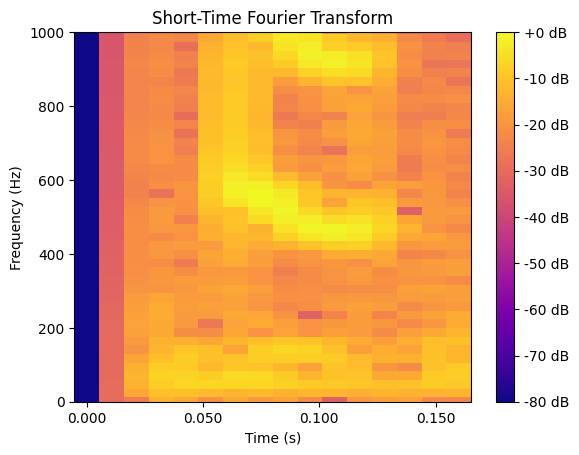 Short-Time Fourier Transform
Frequency (Hz)
1000
800
600
400
200
0
0.000
0.050
0.100
0.150
Time (s)
+0 dB
-10 dB
-20 dB
-30 dB
-40 dB
-50 dB
-60 dB
-70 dB
-80 dB